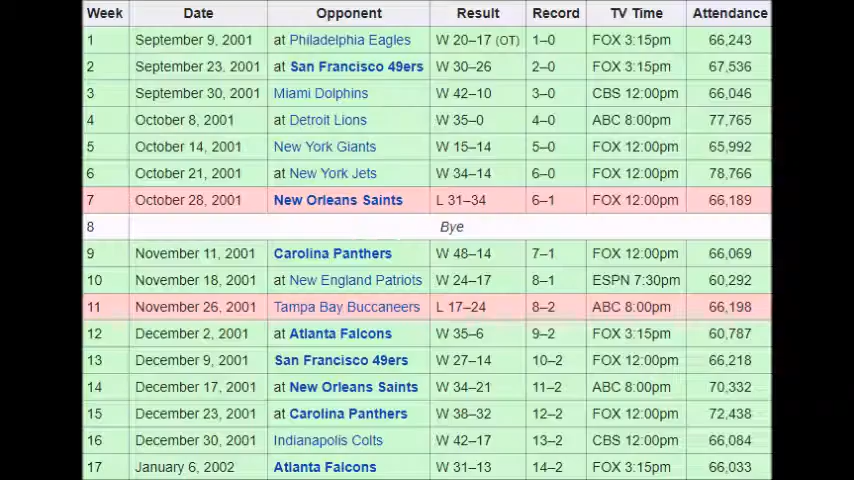 Week Date Opponent Result Record TV Time Attendance
1 September 9, 2001 at Philadelphia Eagles W 20–17 (OT) 1–0 FOX 3:15pm 66,243
2 September 23, 2001 at San Francisco 49ers W 30–26 2–0 FOX 3:15pm 67,536
3 September 30, 2001 Miami Dolphins W 42–10 3–0 CBS 12:00pm 66,046
4 October 8, 2001 at Detroit Lions W 35–0 4–0 ABC 8:00pm 77,765
5 October 14, 2001 New York Giants W 15–14 5–0 FOX 12:00pm 65,992
6 October 21, 2001 at New York Jets W 34–14 6–0 FOX 12:00pm 78,766
7 October 28, 2001 New Orleans Saints L 31–34 6–1 FOX 12:00pm 66,189
8 Bye
9 November 11, 2001 Carolina Panthers W 48–14 7–1 FOX 12:00pm 66,069
10 November 18, 2001 at New England Patriots W 24–17 8–1 ESPN 7:30pm 60,292
11 November 26, 2001 Tampa Bay Buccaneers L 17–24 8–2 ABC 8:00pm 66,198
12 December 2, 2001 at Atlanta Falcons W 35–6 9–2 FOX 3:15pm 60,787
13 December 9, 2001 San Francisco 49ers W 27–14 10–2 FOX 12:00pm 66,218
14 December 17, 2001 at New Orleans Saints W 34–21 11–2 ABC 8:00pm 70,332
15 December 23, 2001 at Carolina Panthers W 38–32 12–2 FOX 12:00pm 72,438
16 December 30, 2001 Indianapolis Colts W 42–17 13–2 CBS 12:00pm 66,084
17 January 6, 2002 Atlanta Falcons W 31–13 14–2 FOX 3:15pm 66,033